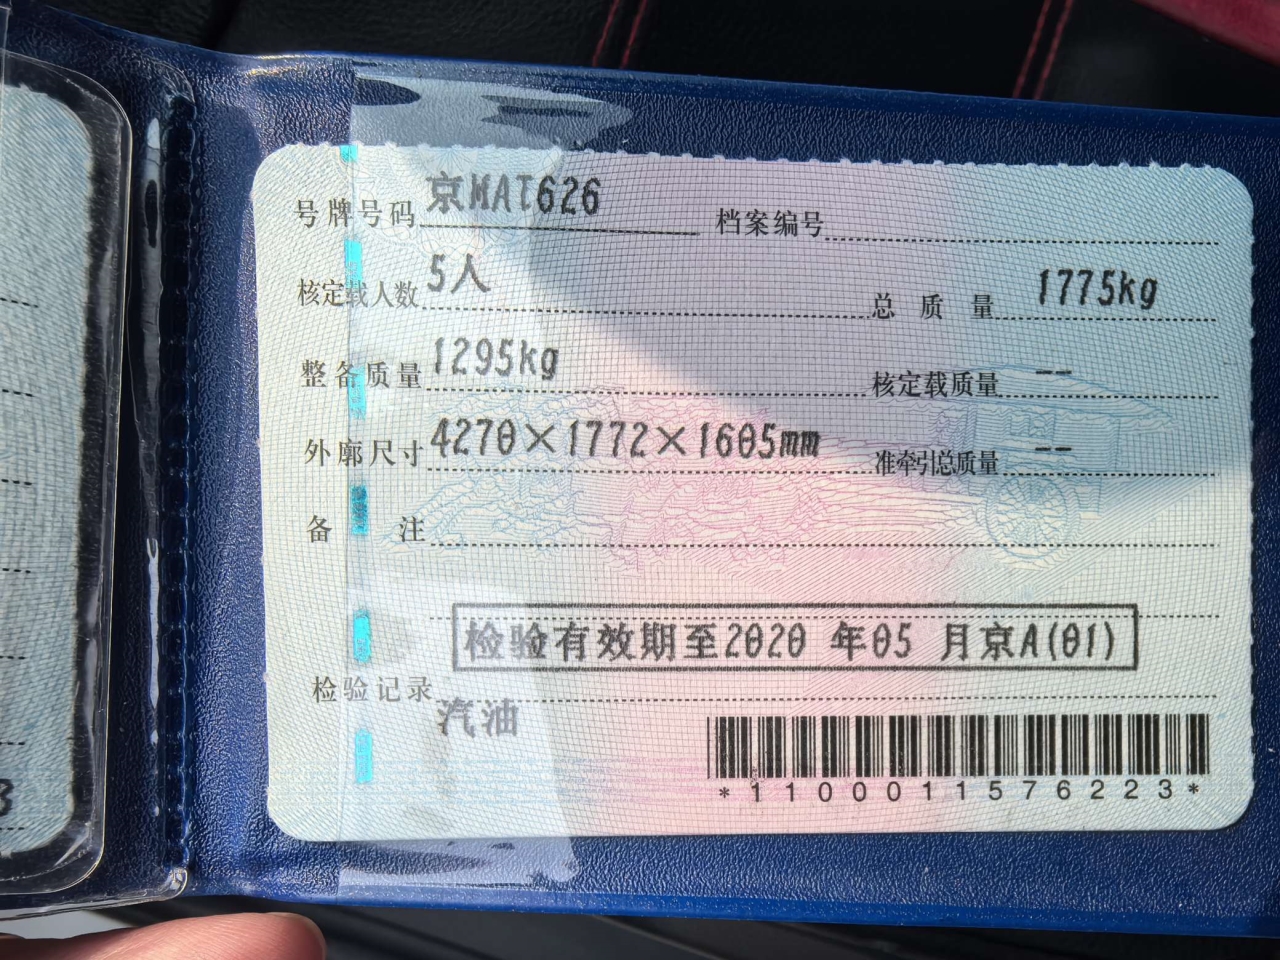 号牌号码 京MAT626 档案编号
核定载人数 5人 总质量 1775kg
整备质量 1295kg 核定载质量 --
外廓尺寸 4270×1772×1605mm 准牵引总质量 --
备注
检验有效期至2020 年05 月京A(01)
检验记录
汽油
*1100011576223*
3